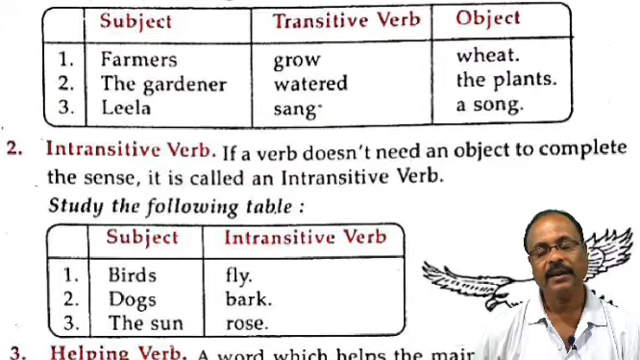 Subject Transitive Verb Object
1. Farmers grow wheat.
2. The gardener watered the plants.
3. Leela sang a song.
2. Intransitive Verb. If a verb doesn't need an object to complete
the sense, it is called an Intransitive Verb.
Study the following table :
Subject Intransitive Verb
1. Birds fly.
2. Dogs bark.
3. The sun rose.
3. Helping Verb. A word which helps the main